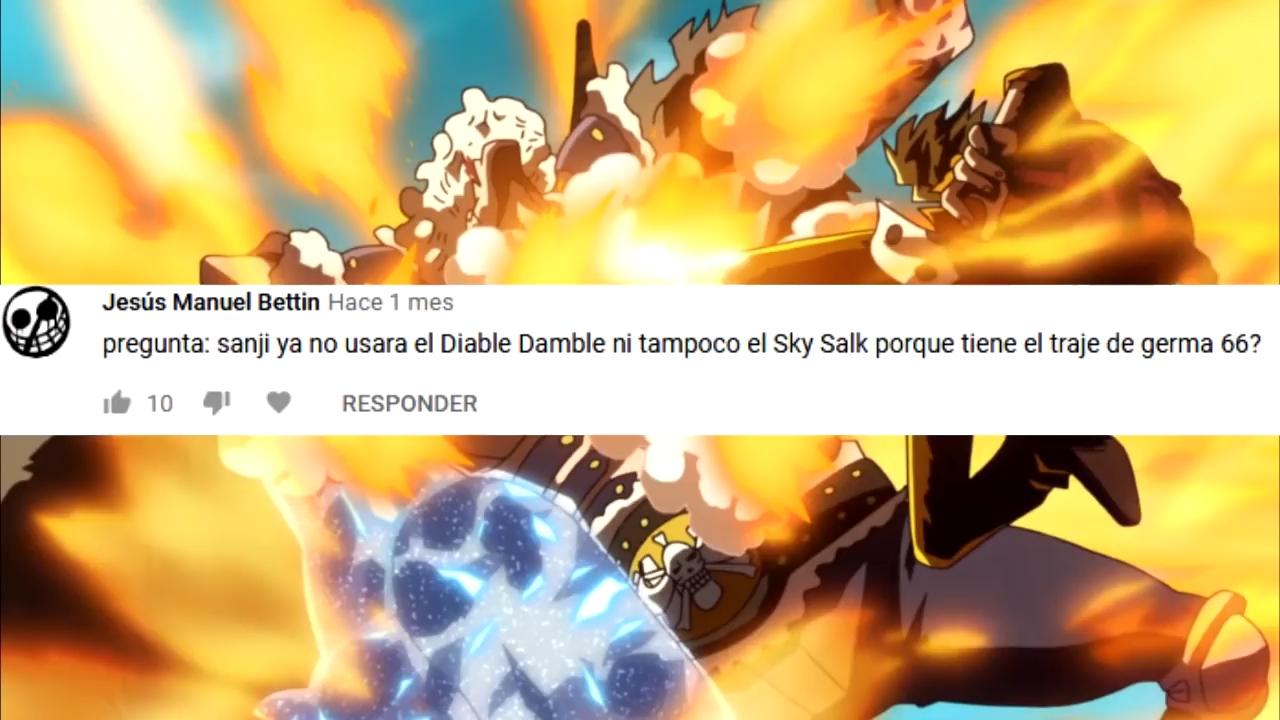 Jesús Manuel Bettin Hace 1 mes
pregunta: sanji ya no usara el Diable Damble ni tampoco el Sky Salk porque tiene el traje de germa 66?
10 RESPONDER